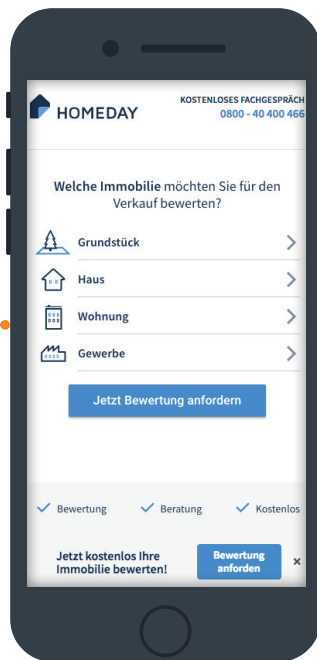 HOMEDAY
KOSTENLOSES FACHGESPRÄCH
0800 - 40 400 466
Welche Immobilie möchten Sie für den
Verkauf bewerten?
Grundstück
Haus
Wohnung
Gewerbe
Jetzt Bewertung anfordern
Bewertung
Beratung
Kostenlos
Jetzt kostenlos Ihre
Immobilie bewerten!
Bewertung
anforden